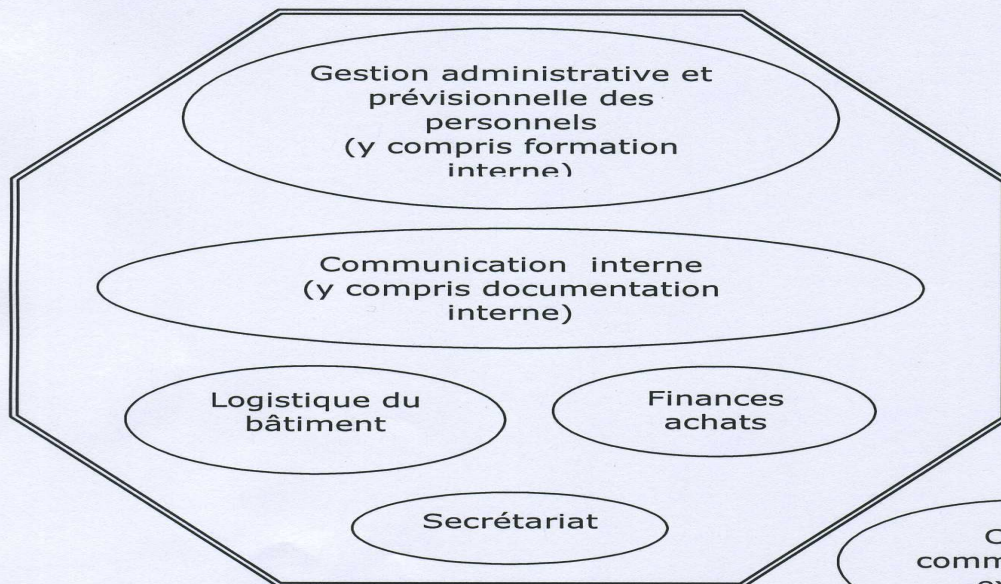 Gestion administrative et
prévisionnelle des
personnels
(y compris formation
interne)
Communication interne
(y compris documentation
interne)
Logistique du
bâtiment
Finances
achats
Secrétariat